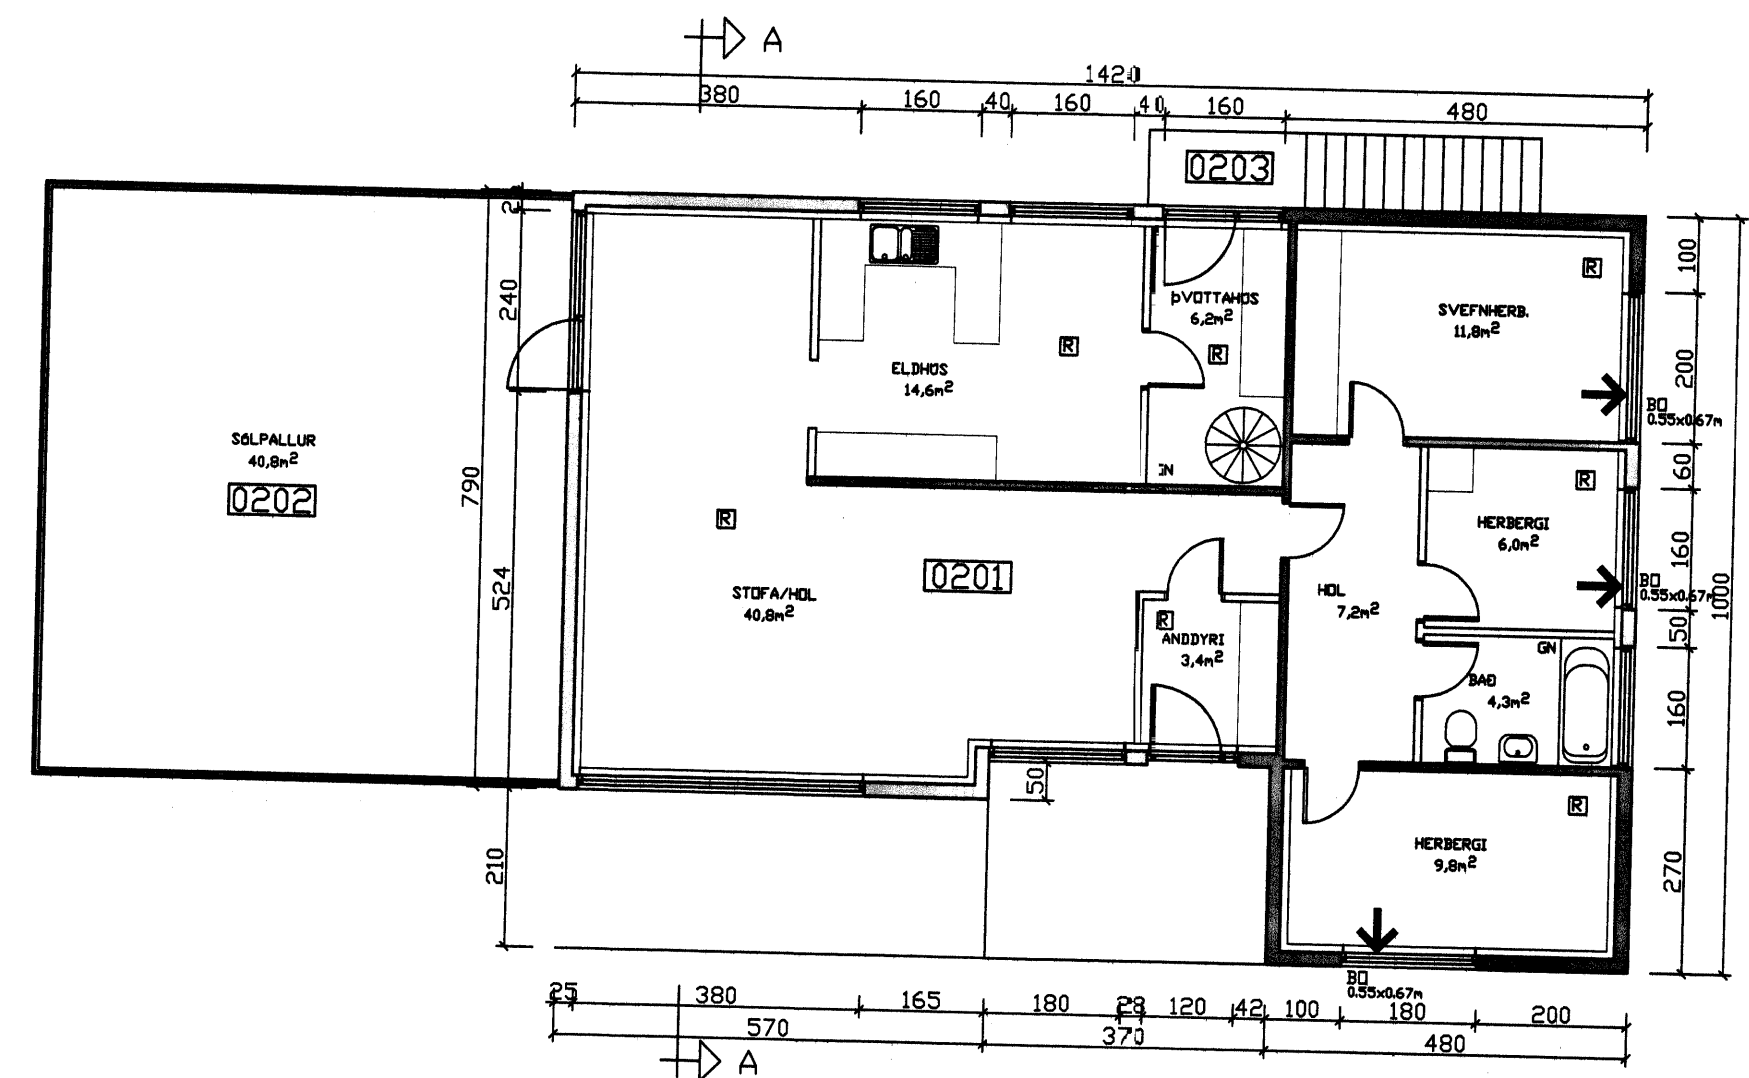 A
1420
380 160 40 160 40 160 480
0203
2
240
790
524
210
SÓLPALLUR
40,8m²
0202
ELDHÚS
14,6m²
R
ÞVOTTAHÚS
6,2m²
R
GN
SVEFNHERB.
11,8m²
R
BO
0.55x0.67m
HERBERGI
6,0m²
R
BO
0.55x0.67m
R
STOFA/HOL
40,8m²
0201
HOL
7,2m²
R
ANDDYRI
3,4m²
GN
BAÐ
4,3m²
50
R
HERBERGI
9,8m²
BO
0.55x0.67m
100
200
60
160
50
160
270
1000
25 380 165 180 28 120 42 100 180 200
570 370 480
A